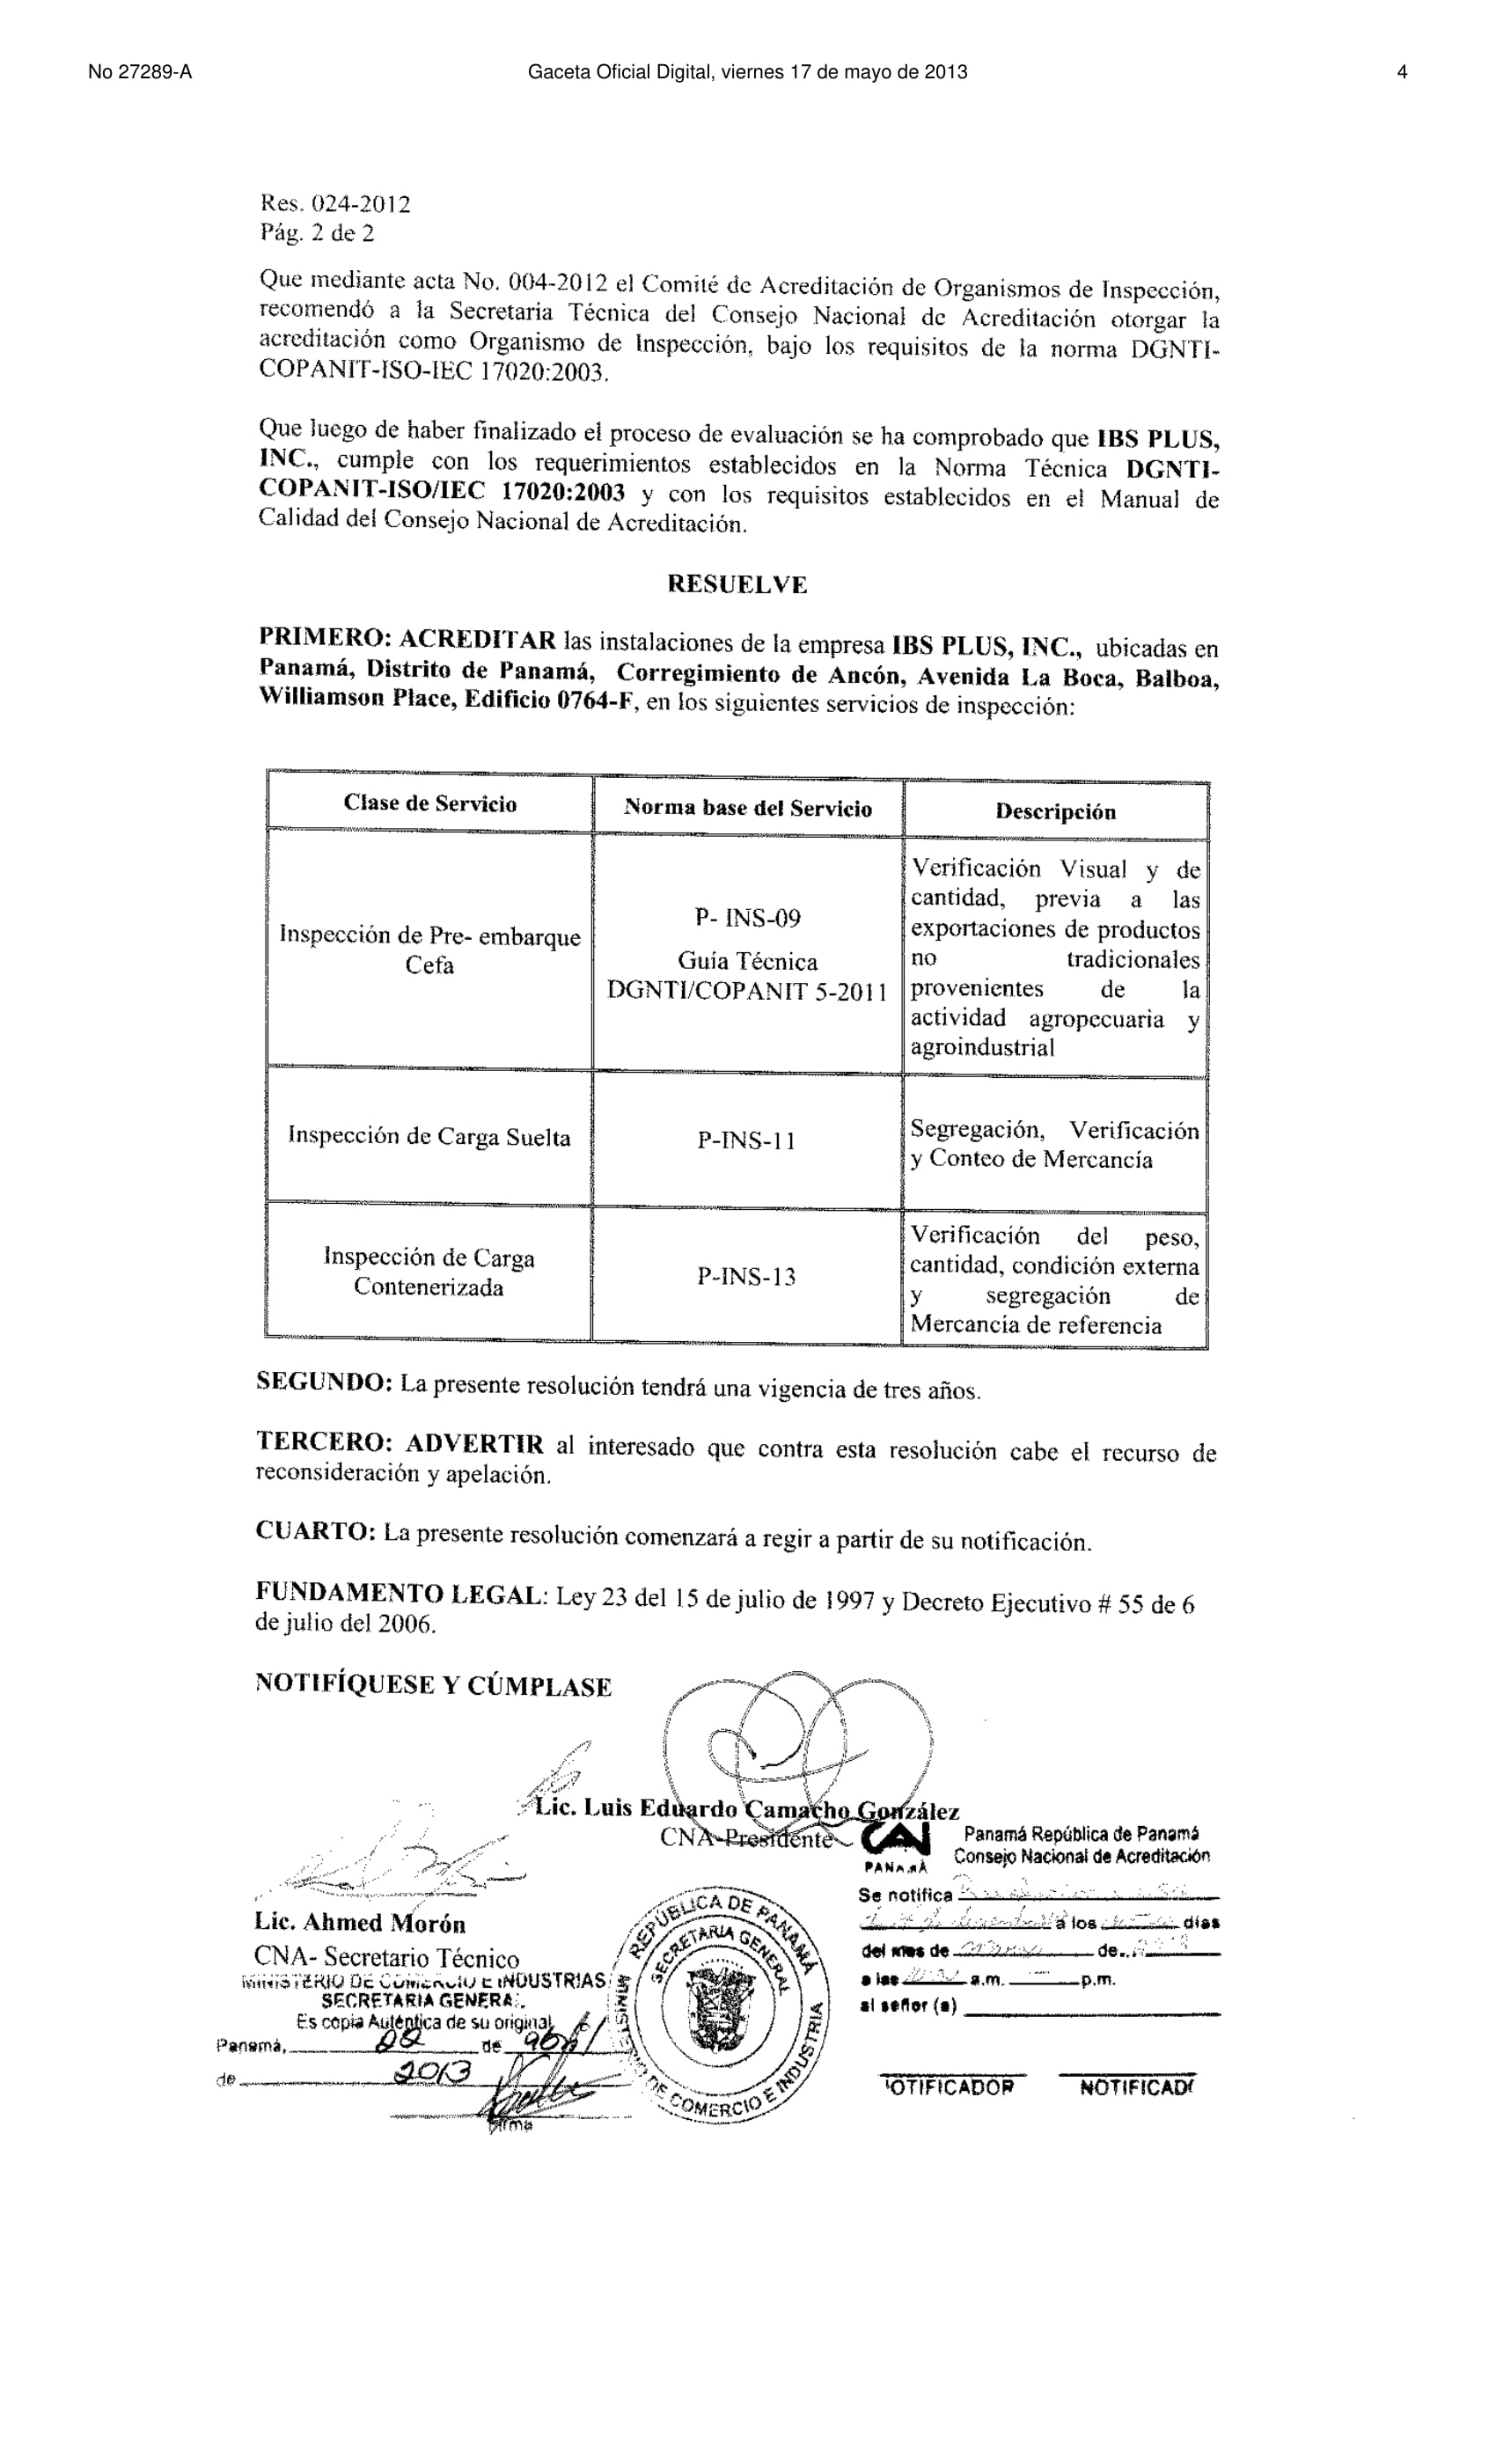 No 27289-A
Gaceta Oficial Digital, viernes 17 de mayo de 2013
4
Res. 024-2012
Pág. 2 de 2
Que mediante acta No. 004-2012 el Comité de Acreditación de Organismos de Inspección,
recomendó a la Secretaria Técnica del Consejo Nacional de Acreditación otorgar la
acreditación como Organismo de Inspección, bajo los requisitos de la norma DGNTI-
COPANIT-ISO-IEC 17020:2003.
Que luego de haber finalizado el proceso de evaluación se ha comprobado que IBS PLUS,
INC., cumple con los requerimientos establecidos en la Norma Técnica DGNTI-
COPANIT-ISO/IEC 17020:2003 y con los requisitos establecidos en el Manual de
Calidad del Consejo Nacional de Acreditación.
RESUELVE
PRIMERO: ACREDITAR las instalaciones de la empresa IBS PLUS, INC., ubicadas en
Panamá, Distrito de Panamá, Corregimiento de Ancón, Avenida La Boca, Balboa,
Williamson Place, Edificio 0764-F, en los siguientes servicios de inspección:
Clase de Servicio
Norma base del Servicio
Descripción
Inspección de Pre- embarque
Cefa
P- INS-09
Guía Técnica
DGNTI/COPANIT 5-2011
Verificación Visual y de
cantidad, previa a las
exportaciones de productos
no tradicionales
provenientes de la
actividad agropecuaria y
agroindustrial
Inspección de Carga Suelta
P-INS-11
Segregación, Verificación
y Conteo de Mercancía
Inspección de Carga
Contenerizada
P-INS-13
Verificación del peso,
cantidad, condición externa
y segregación de
Mercancía de referencia
SEGUNDO: La presente resolución tendrá una vigencia de tres años.
TERCERO: ADVERTIR al interesado que contra esta resolución cabe el recurso de
reconsideración y apelación.
CUARTO: La presente resolución comenzará a regir a partir de su notificación.
FUNDAMENTO LEGAL: Ley 23 del 15 de julio de 1997 y Decreto Ejecutivo # 55 de 6
de julio del 2006.
NOTIFÍQUESE Y CÚMPLASE
Lic. Luis Eduardo Camacho González
CNA-Presidente
Lic. Ahmed Morón
CNA- Secretario Técnico
MINISTERIO DE COMERCIO E INDUSTRIAS
SECRETARIA GENERAL
Es copia Auténtica de su original
Panamá, de
de 2013
Firma
REPÚBLICA DE PANAMÁ
SECRETARIA GENERAL
MINISTERIO DE COMERCIO E INDUSTRIA
PANAMÁ
Panamá República de Panamá
Consejo Nacional de Acreditación
Se notifica
a los días
del mes de de
a las a.m. p.m.
al señor (a)
NOTIFICADOR
NOTIFICADO